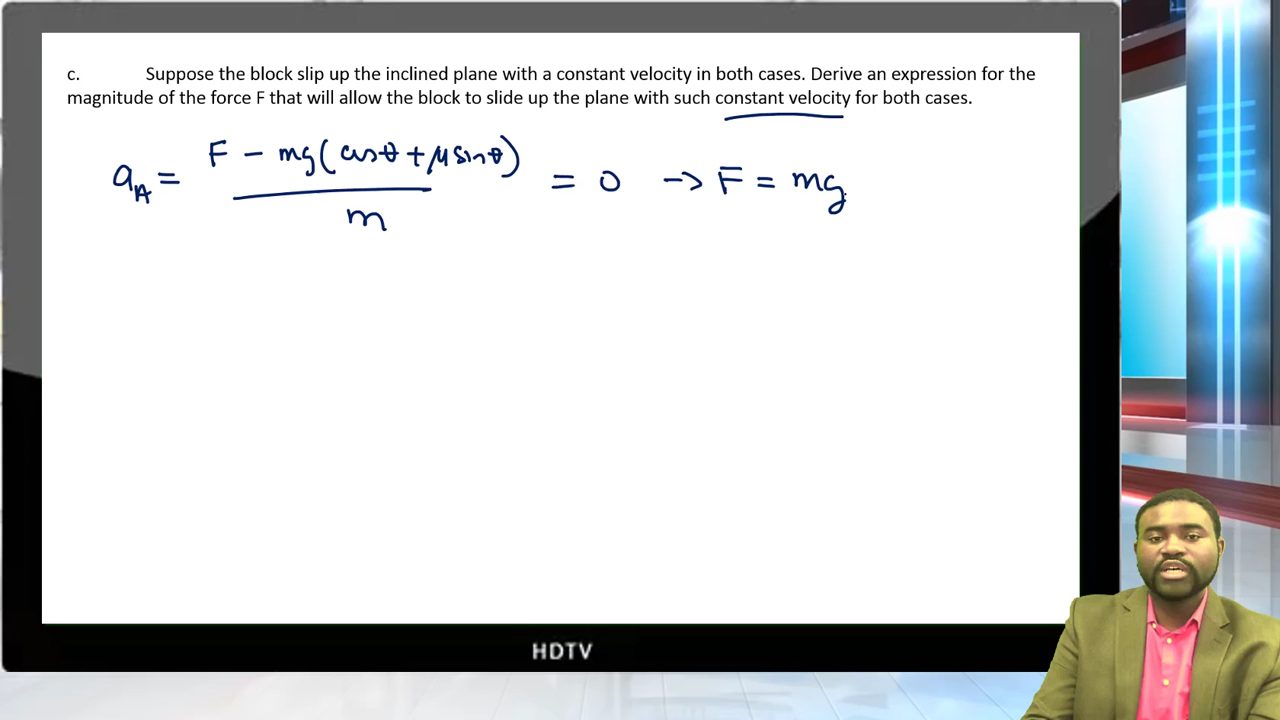 c. Suppose the block slip up the inclined plane with a constant velocity in both cases. Derive an expression for the
magnitude of the force F that will allow the block to slide up the plane with such constant velocity for both cases.
a_A = (F − mg(cosθ + μ sinθ))/m = 0 → F = mg
HDTV